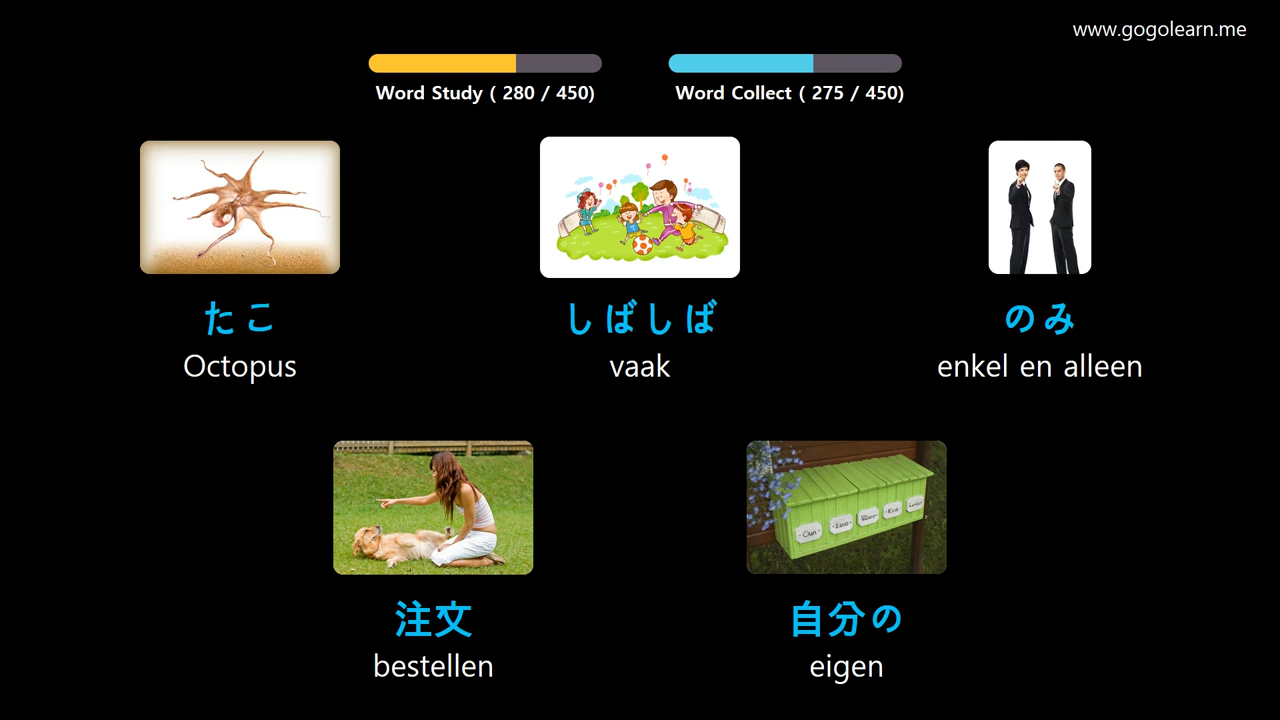 www.gogolearn.me
Word Study ( 280 / 450)
Word Collect ( 275 / 450)
たこ
Octopus
しばしば
vaak
のみ
enkel en alleen
注文
bestellen
自分の
eigen